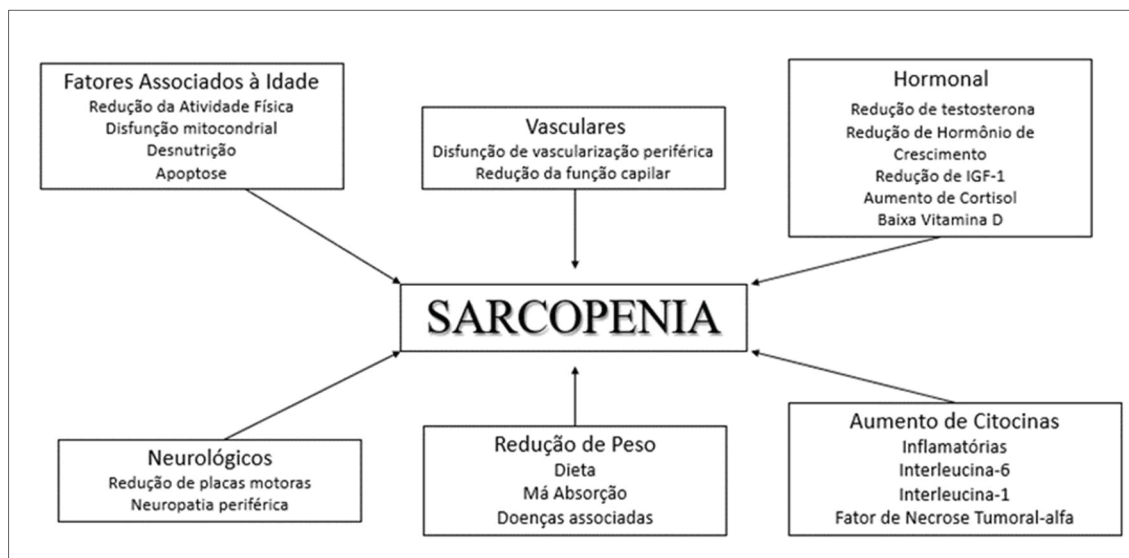 Fatores Associados à Idade
Redução da Atividade Física
Disfunção mitocondrial
Desnutrição
Apoptose
Vasculares
Disfunção de vascularização periférica
Redução da função capilar
Hormonal
Redução de testosterona
Redução de Hormônio de
Crescimento
Redução de IGF-1
Aumento de Cortisol
Baixa Vitamina D
SARCOPENIA
Neurológicos
Redução de placas motoras
Neuropatia periférica
Redução de Peso
Dieta
Má Absorção
Doenças associadas
Aumento de Citocinas
Inflamatórias
Interleucina-6
Interleucina-1
Fator de Necrose Tumoral-alfa